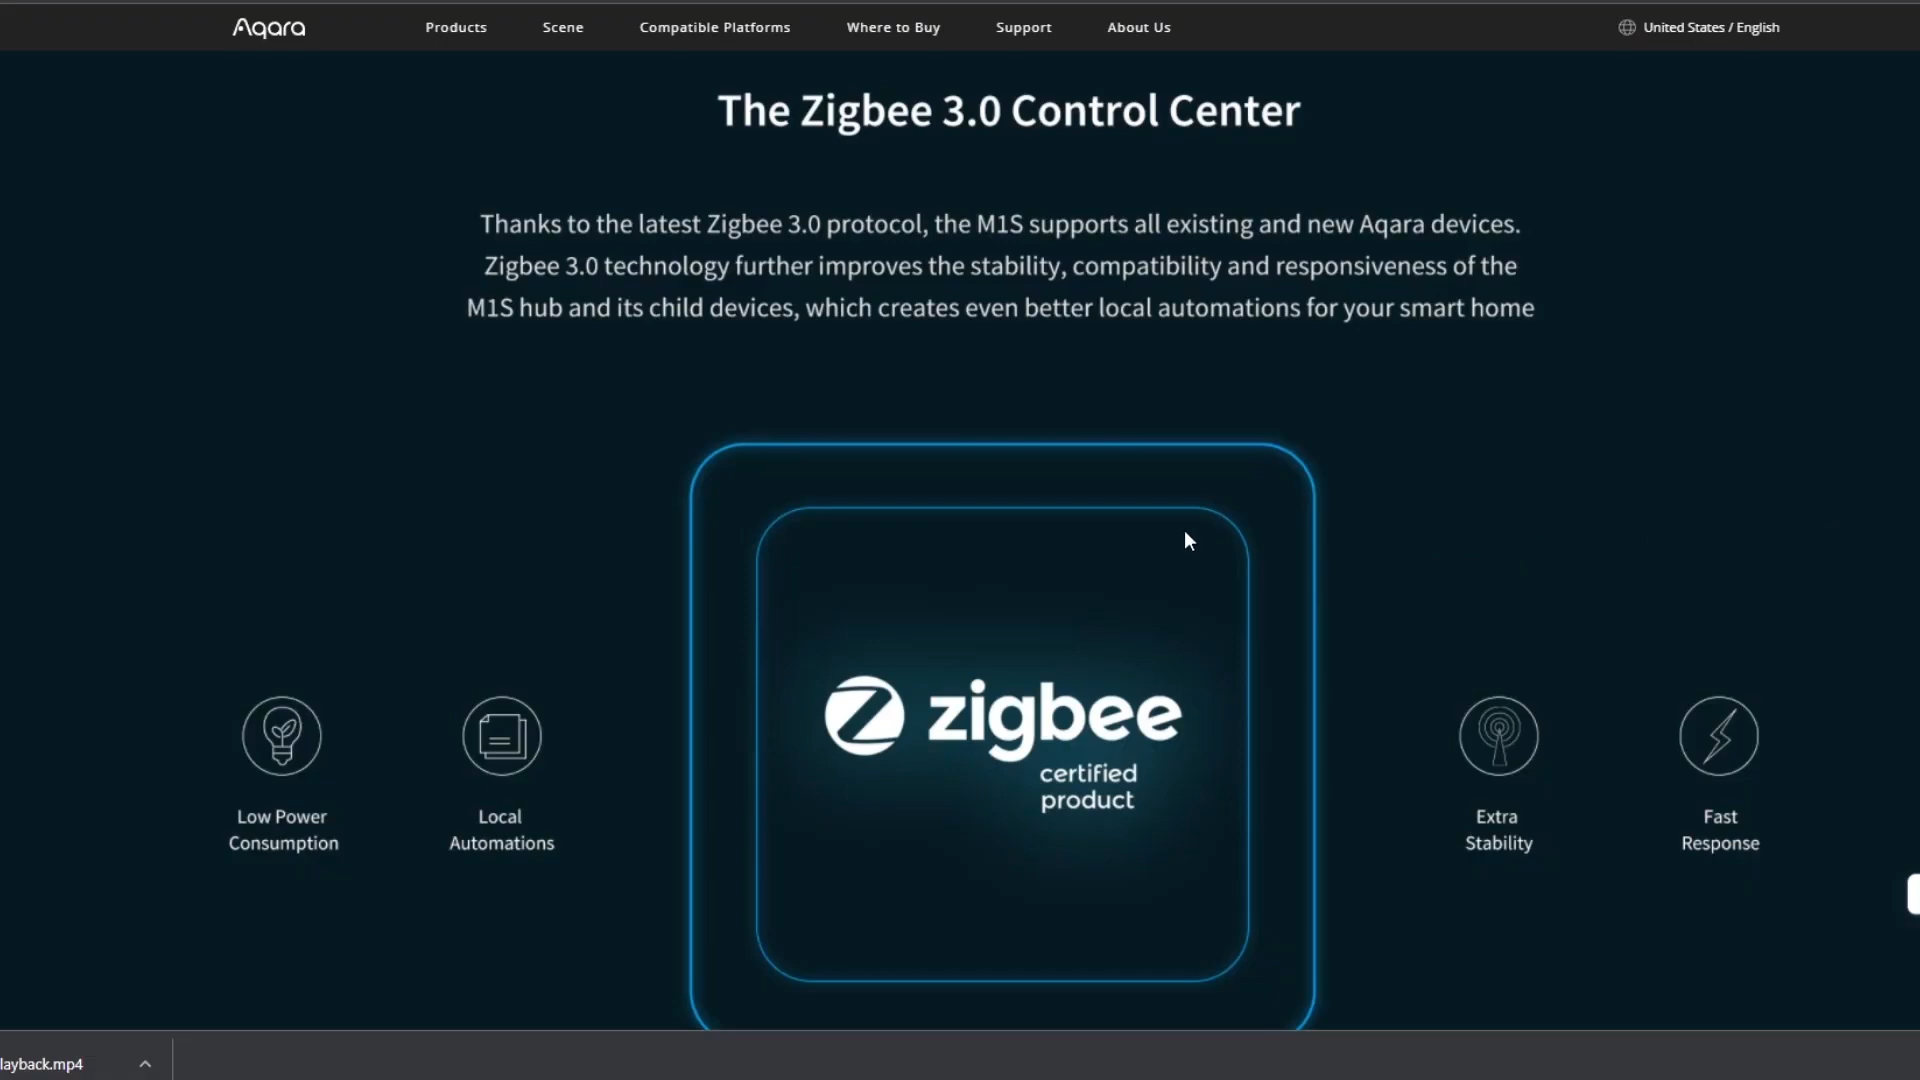 Aqara
Products
Scene
Compatible Platforms
Where to Buy
Support
About Us
United States / English
The Zigbee 3.0 Control Center
Thanks to the latest Zigbee 3.0 protocol, the M1S supports all existing and new Aqara devices.
Zigbee 3.0 technology further improves the stability, compatibility and responsiveness of the
M1S hub and its child devices, which creates even better local automations for your smart home
zigbee
certified
product
Low Power
Consumption
Local
Automations
Extra
Stability
Fast
Response
layback.mp4